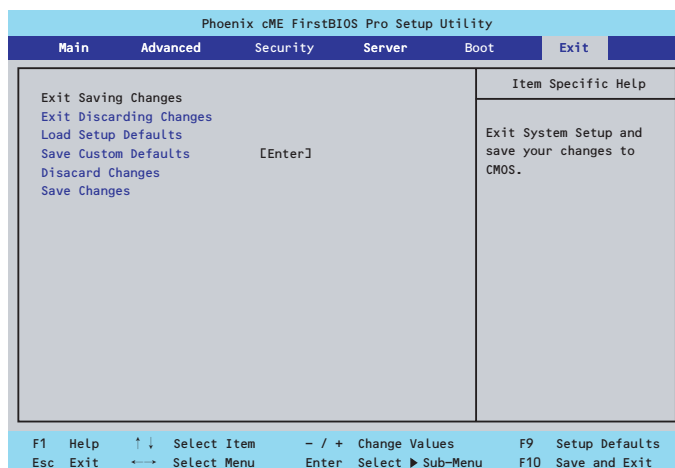 Phoenix cME FirstBIOS Pro Setup Utility
Main Advanced Security Server Boot Exit
Item Specific Help
Exit Saving Changes
Exit Discarding Changes
Load Setup Defaults
Save Custom Defaults [Enter]
Disacard Changes
Save Changes
Exit System Setup and
save your changes to
CMOS.
F1 Help ↑↓ Select Item − / + Change Values F9 Setup Defaults
Esc Exit ←→ Select Menu Enter Select ▶ Sub−Menu F10 Save and Exit